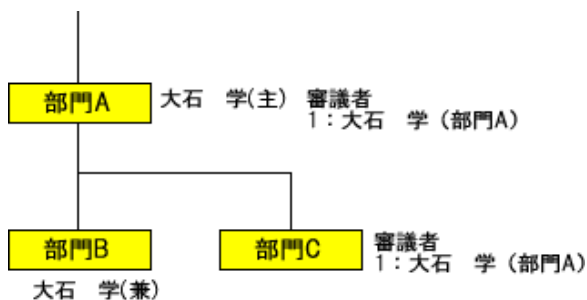 部門A
大石　学(主)
審議者
1：大石　学（部門A）
部門B
大石　学(兼)
部門C
審議者
1：大石　学（部門A）